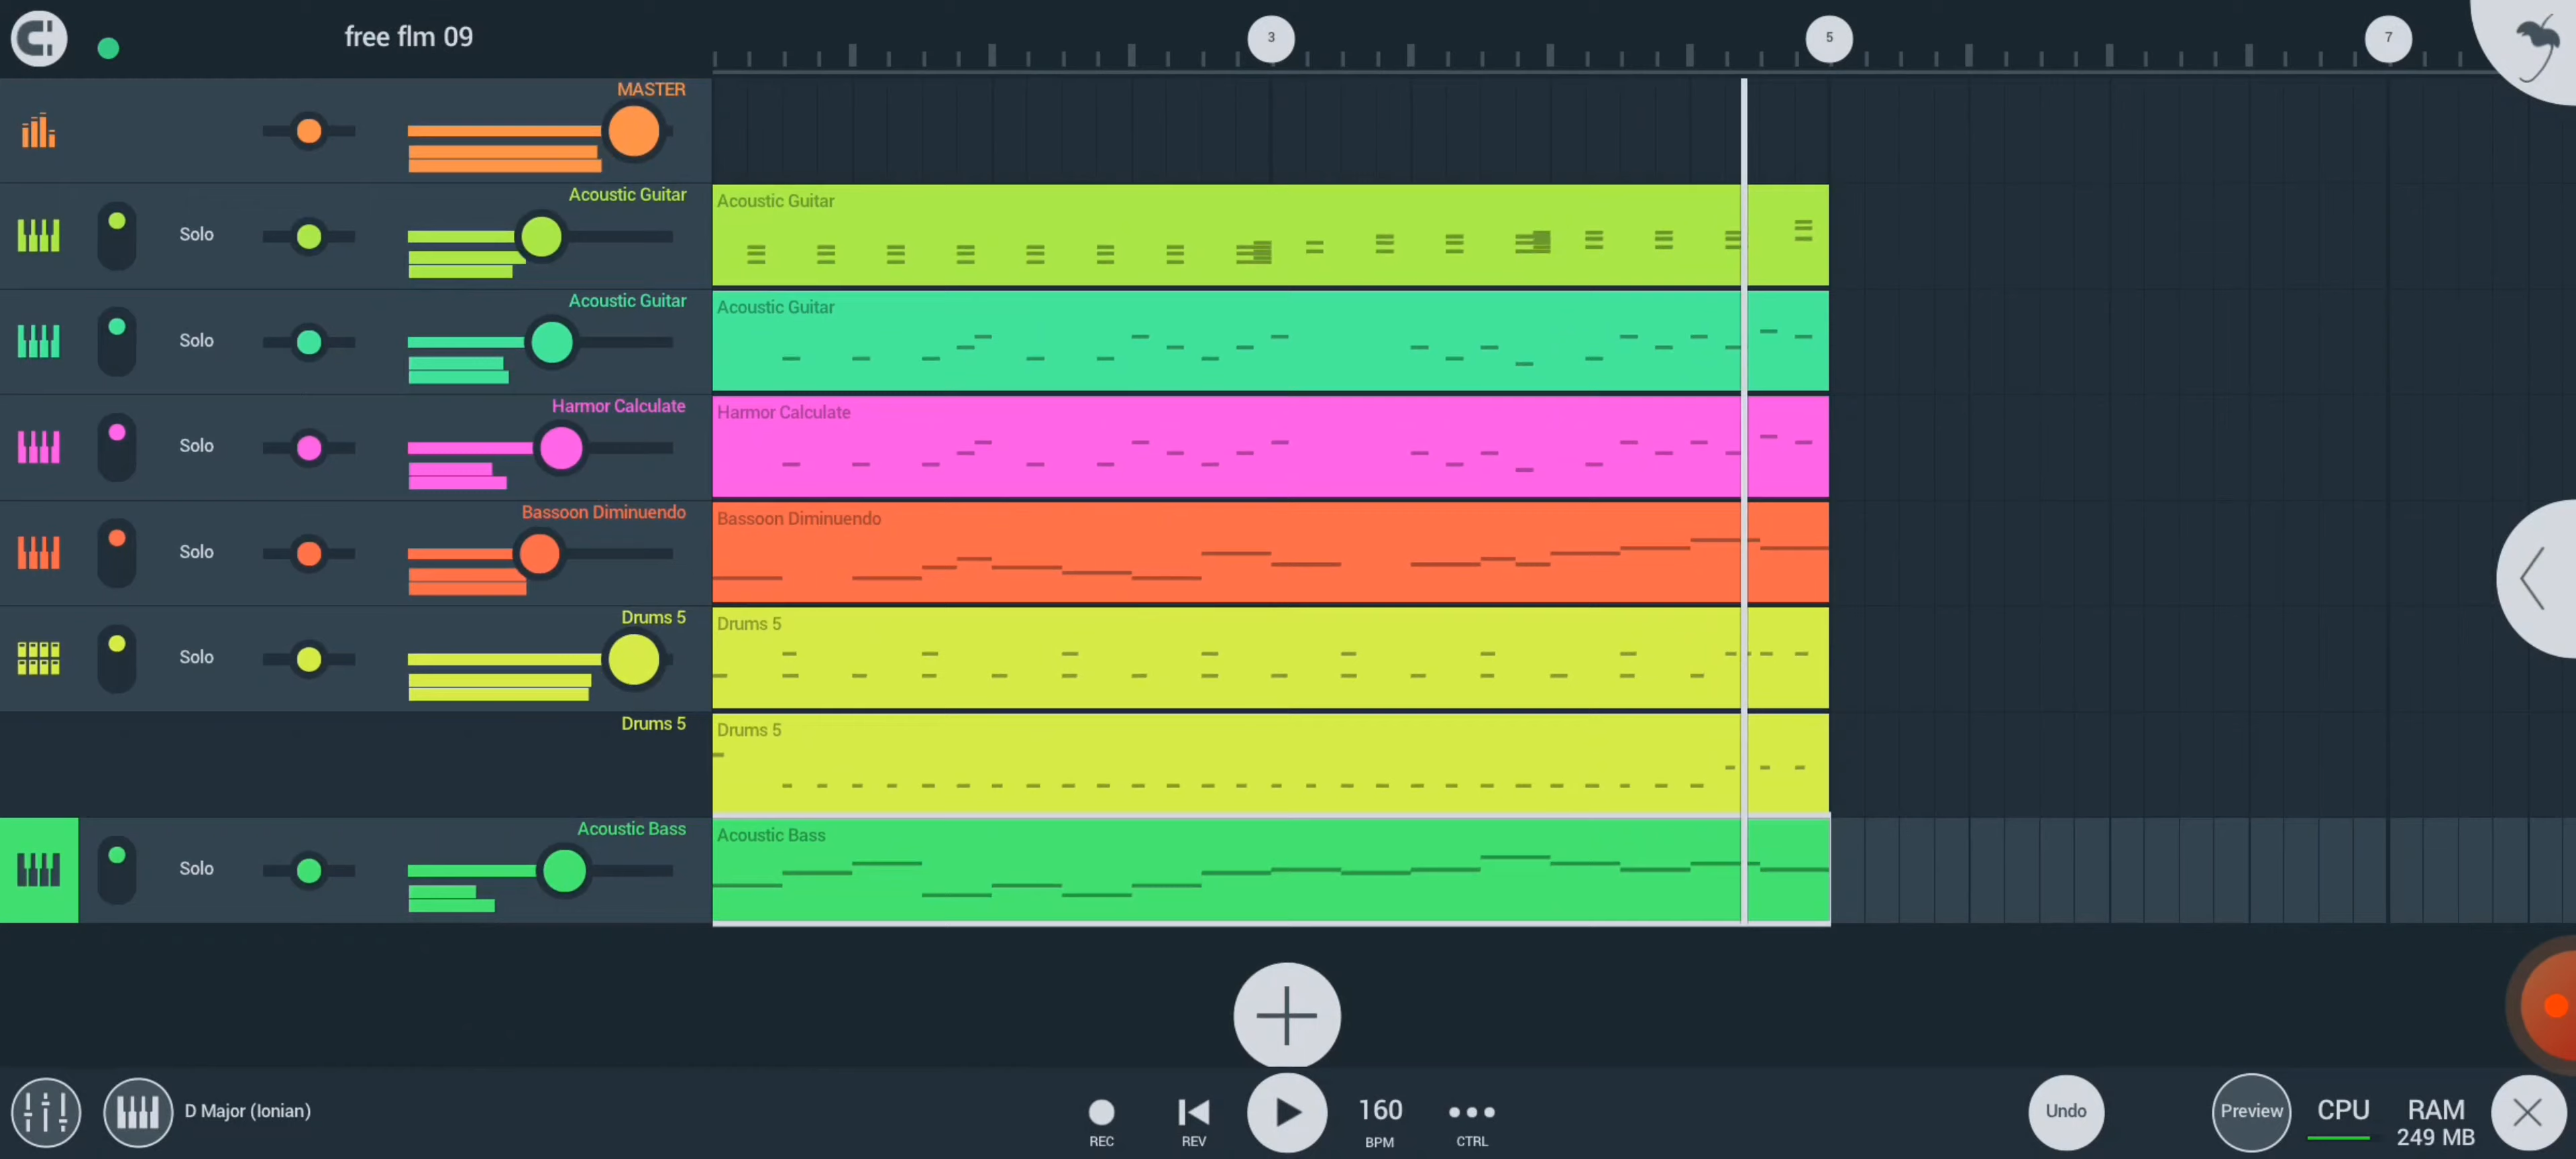 free flm 09
3
5
7
MASTER
Acoustic Guitar
Solo
Acoustic Guitar
Acoustic Guitar
Solo
Acoustic Guitar
Harmor Calculate
Solo
Harmor Calculate
Bassoon Diminuendo
Solo
Bassoon Diminuendo
Drums 5
Solo
Drums 5
Drums 5
Drums 5
Acoustic Bass
Solo
Acoustic Bass
D Major (Ionian)
REC
REV
160
BPM
CTRL
Undo
Preview
CPU
RAM
249 MB